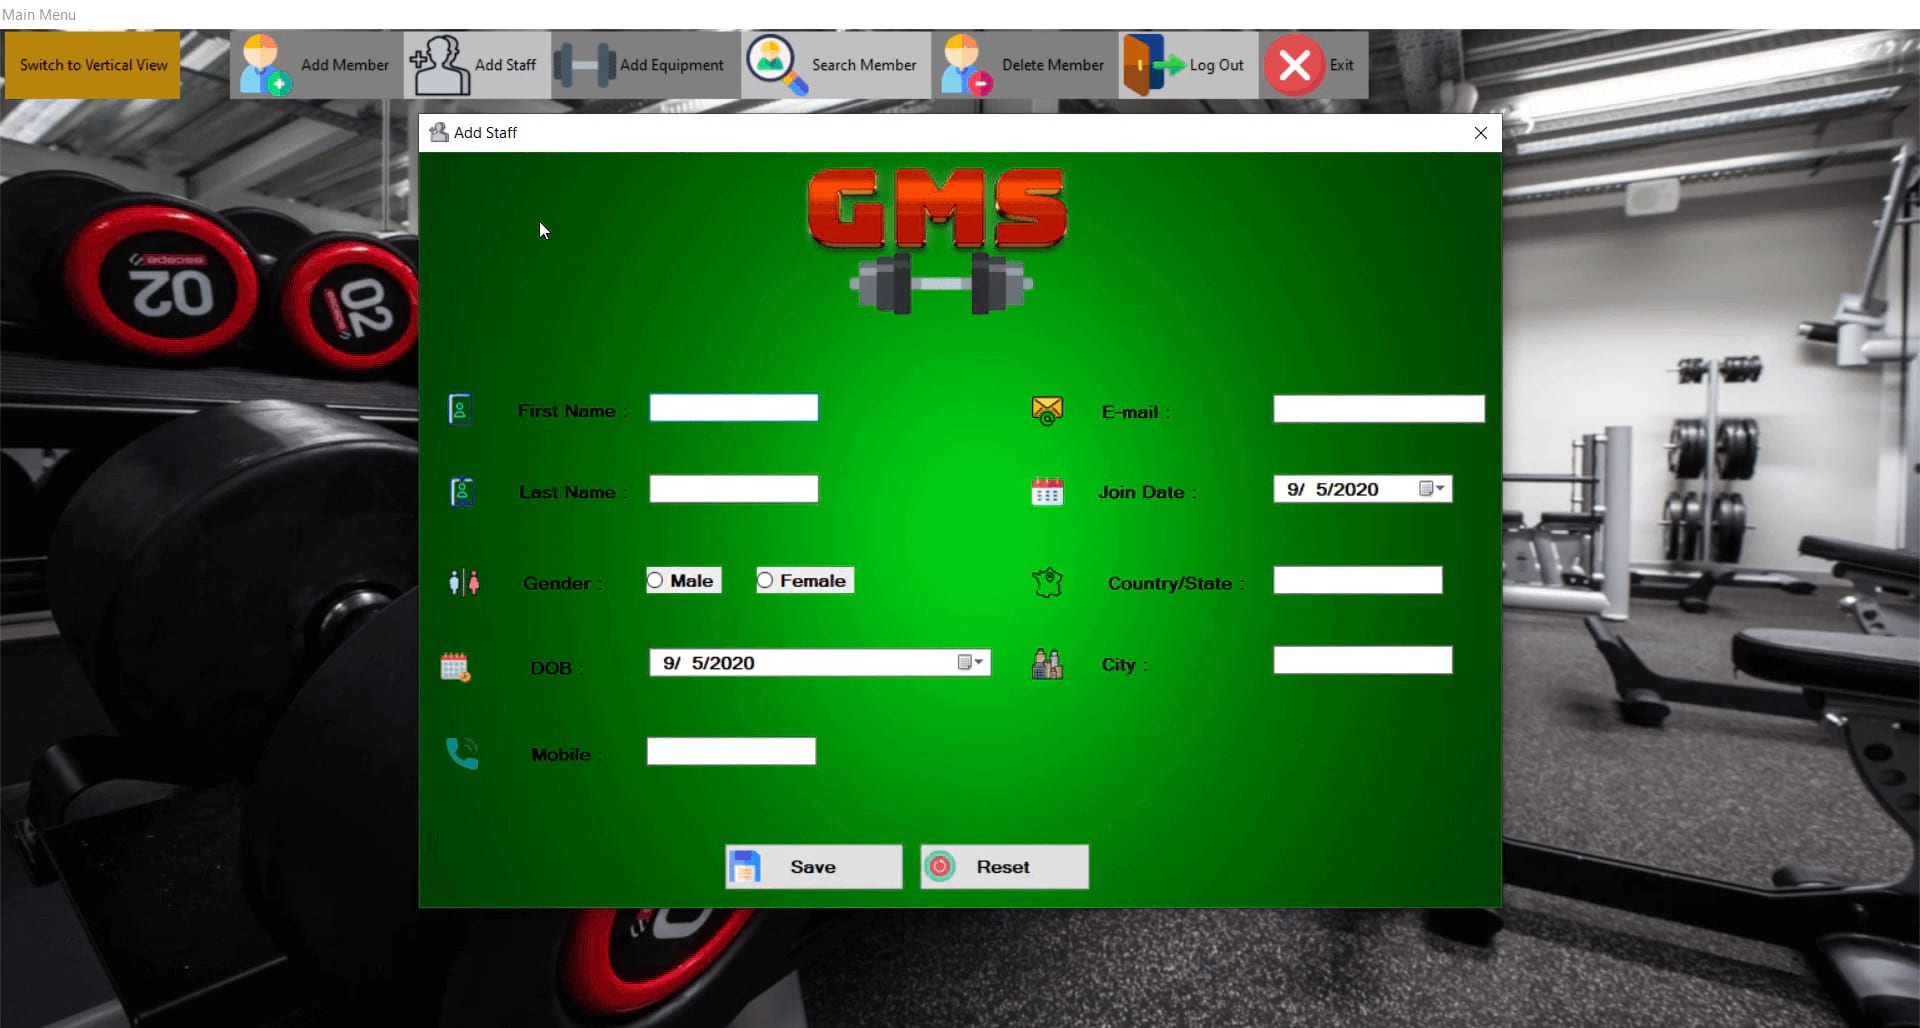 Main Menu
Switch to Vertical View
Add Member
Add Staff
Add Equipment
Search Member
Delete Member
Log Out
Exit
Add Staff
GMS
02
02
First Name :
E-mail :
Last Name :
Join Date :
9/ 5/2020
Gender :
Male
Female
Country/State :
DOB :
9/ 5/2020
City :
Mobile :
Save
Reset